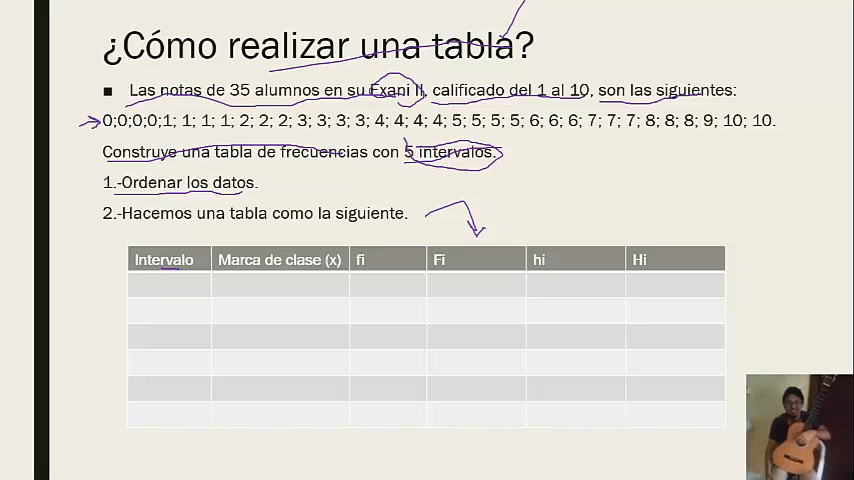 ¿Cómo realizar una tabla?
■ Las notas de 35 alumnos en su Exani II, calificado del 1 al 10, son las siguientes:
0;0;0;0;1; 1; 1; 1; 2; 2; 2; 3; 3; 3; 3; 4; 4; 4; 4; 5; 5; 5; 5; 6; 6; 6; 7; 7; 7; 8; 8; 8; 9; 10; 10.
Construye una tabla de frecuencias con 5 intervalos.
1.-Ordenar los datos.
2.-Hacemos una tabla como la siguiente.
Intervalo Marca de clase (x) fi Fi hi Hi